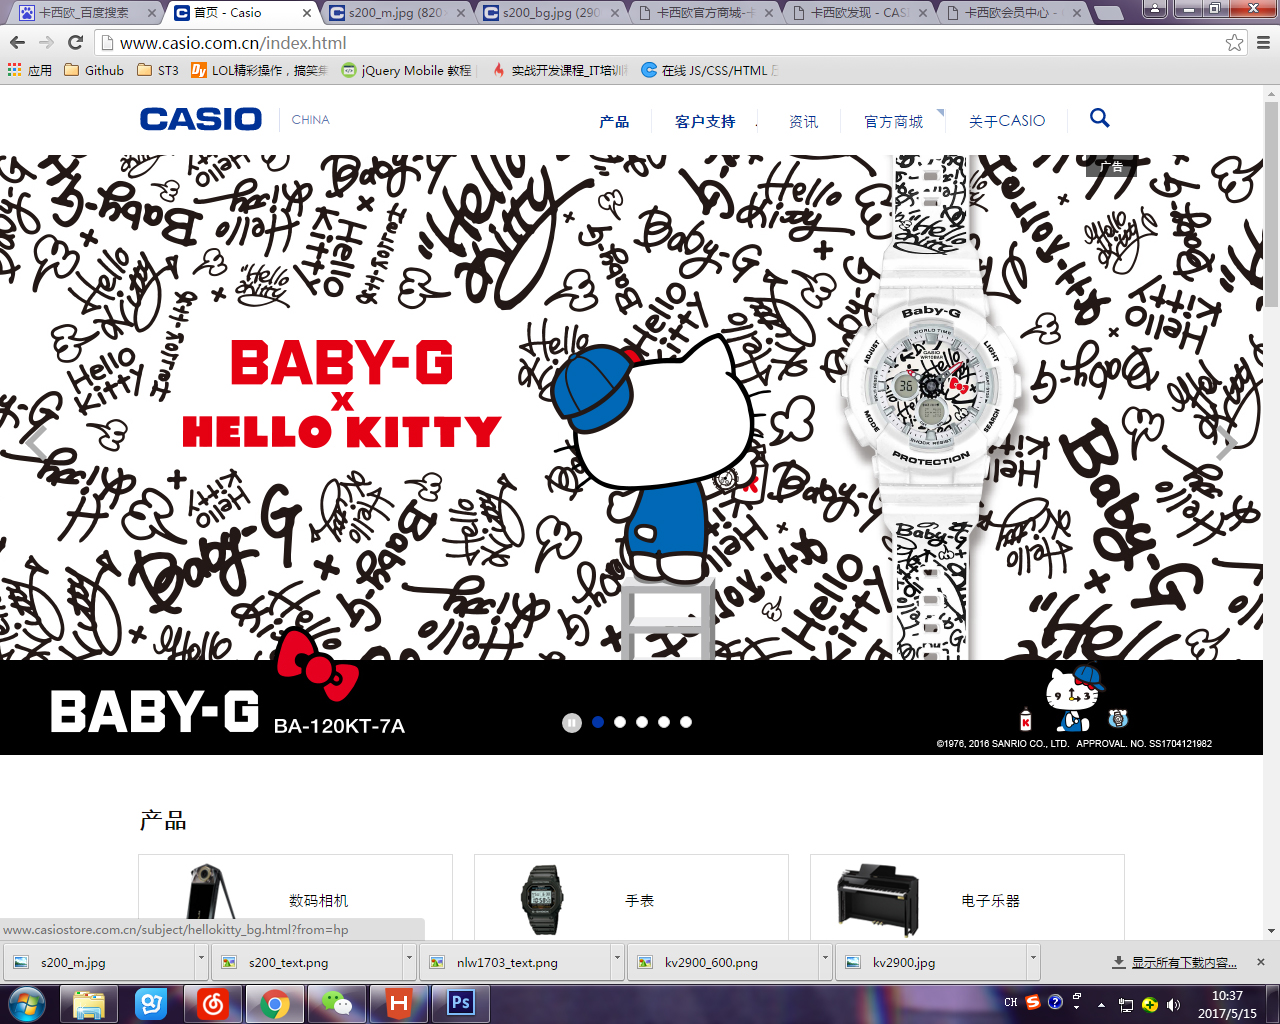 卡西欧_百度搜索
首页 - Casio
s200_m.jpg (820
s200_bg.jpg (290
卡西欧官方商城-卡
卡西欧发现 - CASI
卡西欧会员中心 - 
www.casio.com.cn/index.html
应用
Github
ST3
LOL精彩操作，搞笑集
jQuery Mobile 教程
实战开发课程_IT培训
在线 JS/CSS/HTML 压
CASIO
CHINA
产品
客户支持
资讯
官方商城
关于CASIO
广告
BABY-G
x
HELLO KITTY
Baby-G
WORLD TIME
ADJUST
LIGHT
CASIO
WR100M
36
MODE
SEARCH
SHOCK RESIST
PROTECTION
BABY-G
BA-120KT-7A
©1976, 2016 SANRIO CO., LTD. APPROVAL. NO. SS1704121982
产品
数码相机
手表
电子乐器
www.casiostore.com.cn/subject/hellokitty_bg.html?from=hp
s200_m.jpg
s200_text.png
nlw1703_text.png
kv2900_600.png
kv2900.jpg
显示所有下载内容...
CH
10:37
2017/5/15